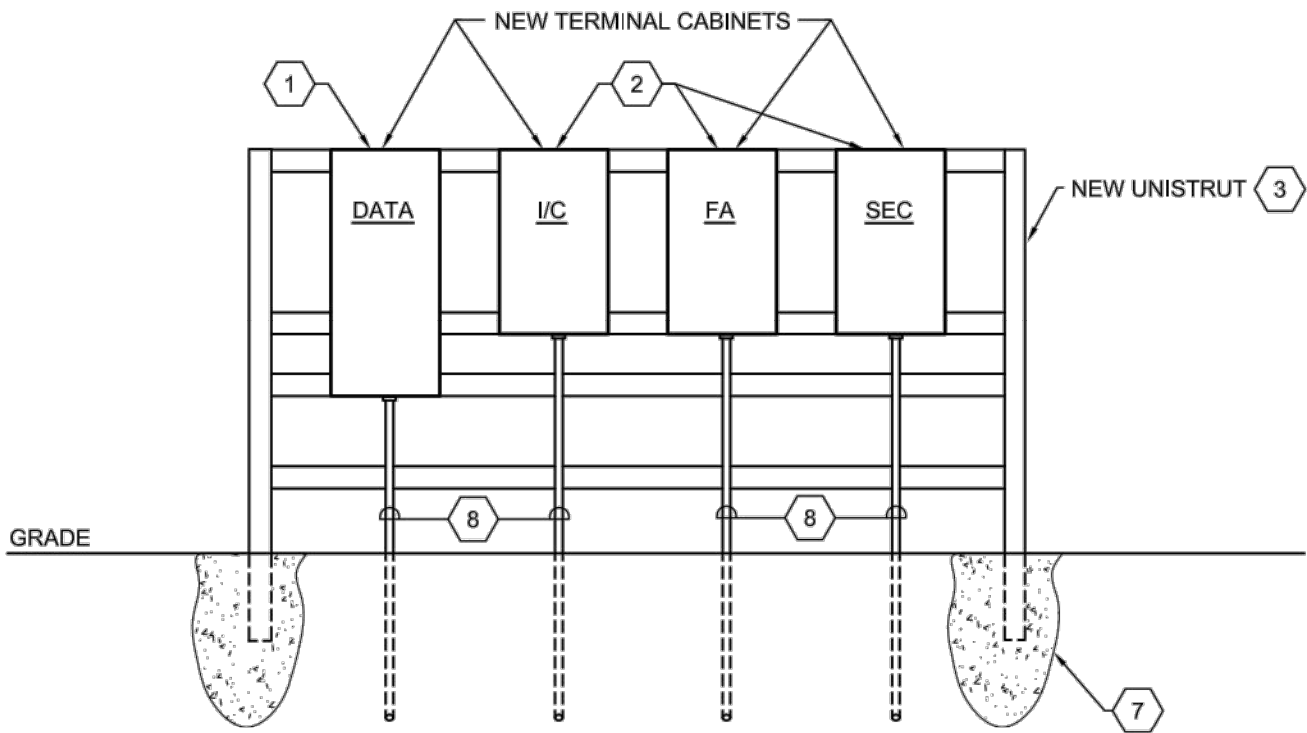 NEW TERMINAL CABINETS
1
2
NEW UNISTRUT 3
DATA
I/C
FA
SEC
8
8
GRADE
7